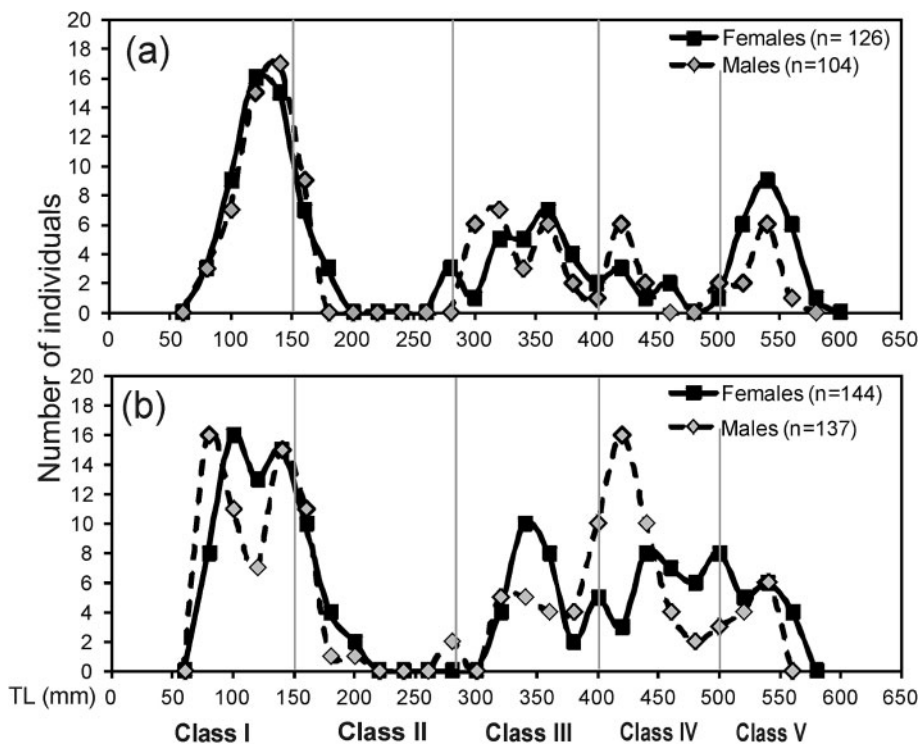 Number of individuals
(a)
Females (n= 126)
Males (n=104)
20
18
16
14
12
10
8
6
4
2
0
0 50 100 150 200 250 300 350 400 450 500 550 600 650
(b)
Females (n=144)
Males (n=137)
20
18
16
14
12
10
8
6
4
2
0
TL (mm) 0 50 100 150 200 250 300 350 400 450 500 550 600 650
Class I Class II Class III Class IV Class V